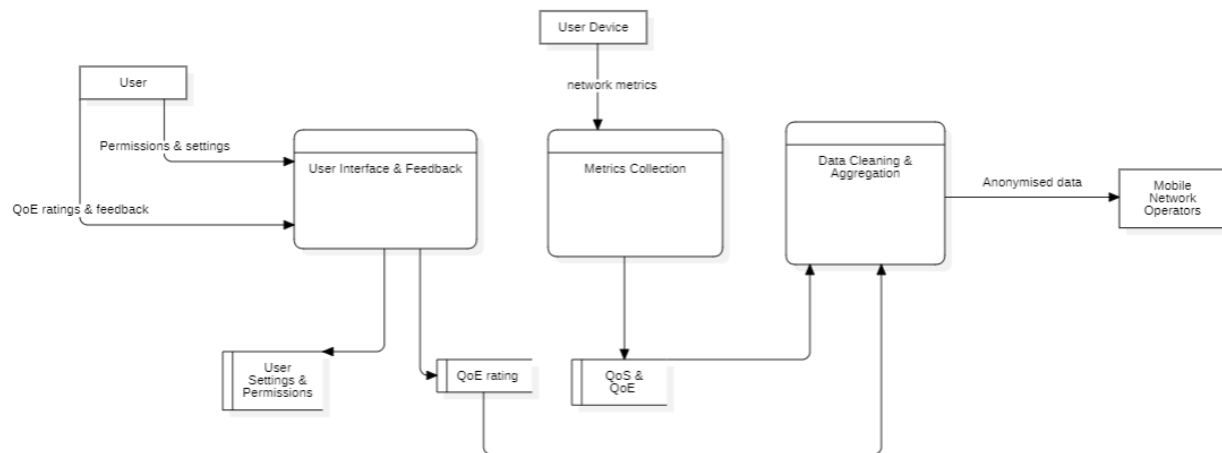 User Device
User
network metrics
Permissions & settings
User Interface & Feedback
Metrics Collection
Data Cleaning &
Aggregation
Anonymised data
Mobile
Network
Operators
QoE ratings & feedback
User
Settings &
Permissions
QoE rating
QoS &
QoE